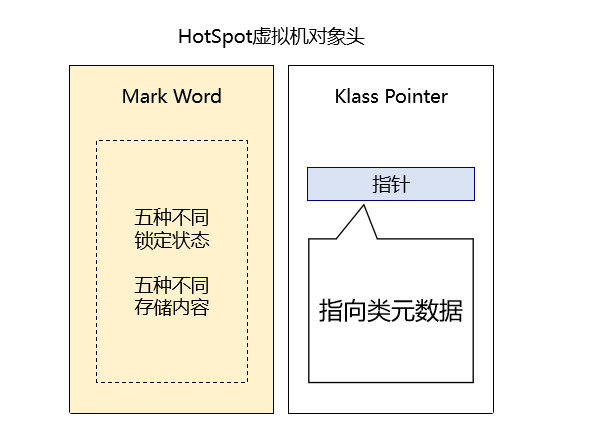 HotSpot虚拟机对象头
Mark Word
五种不同
锁定状态
五种不同
存储内容
Klass Pointer
指针
指向类元数据